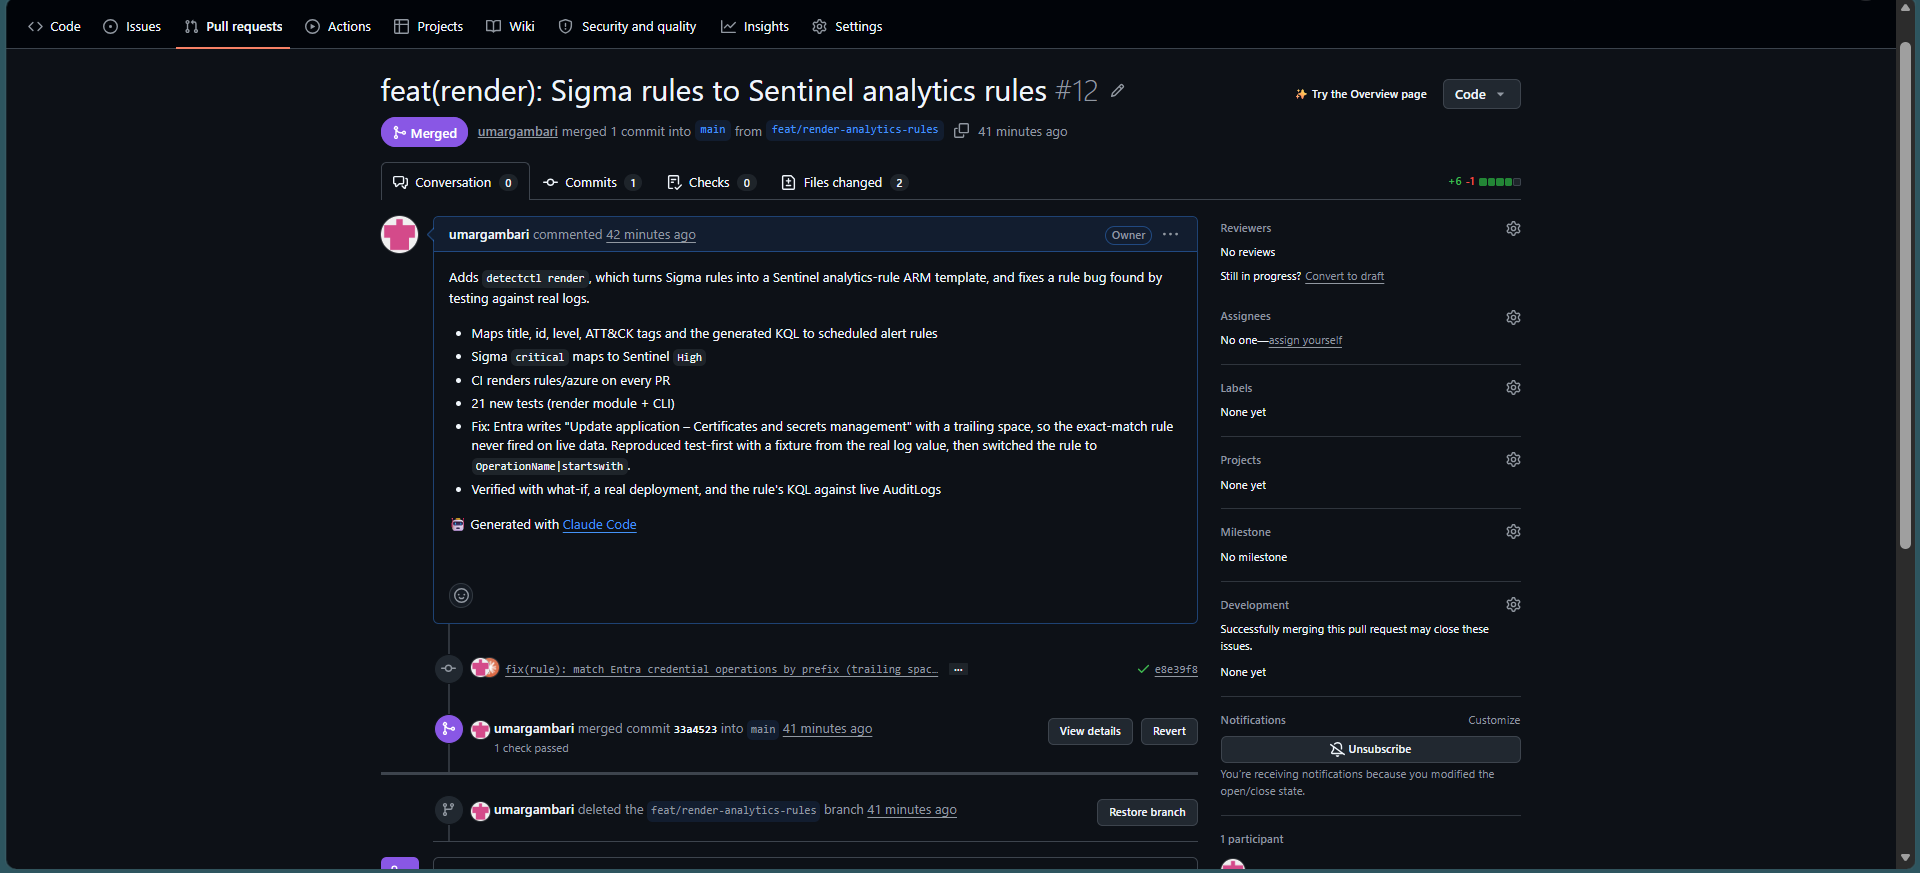 Code Issues Pull requests Actions Projects Wiki Security and quality Insights Settings
feat(render): Sigma rules to Sentinel analytics rules #12
Try the Overview page Code
Merged umargambari merged 1 commit into main from feat/render-analytics-rules 41 minutes ago
Conversation 0 Commits 1 Checks 0 Files changed 2
+6 -1
umargambari commented 42 minutes ago Owner
Adds detectctl render, which turns Sigma rules into a Sentinel analytics-rule ARM template, and fixes a rule bug found by
testing against real logs.
Maps title, id, level, ATT&CK tags and the generated KQL to scheduled alert rules
Sigma critical maps to Sentinel High
CI renders rules/azure on every PR
21 new tests (render module + CLI)
Fix: Entra writes "Update application – Certificates and secrets management" with a trailing space, so the exact-match rule
never fired on live data. Reproduced test-first with a fixture from the real log value, then switched the rule to
OperationName|startswith.
Verified with what-if, a real deployment, and the rule's KQL against live AuditLogs
Generated with Claude Code
fix(rule): match Entra credential operations by prefix (trailing spac… ... e8e39f8
umargambari merged commit 33a4523 into main 41 minutes ago
1 check passed
View details Revert
umargambari deleted the feat/render-analytics-rules branch 41 minutes ago
Restore branch
Reviewers
No reviews
Still in progress? Convert to draft
Assignees
No one—assign yourself
Labels
None yet
Projects
None yet
Milestone
No milestone
Development
Successfully merging this pull request may close these
issues.
None yet
Notifications Customize
Unsubscribe
You're receiving notifications because you modified the
open/close state.
1 participant